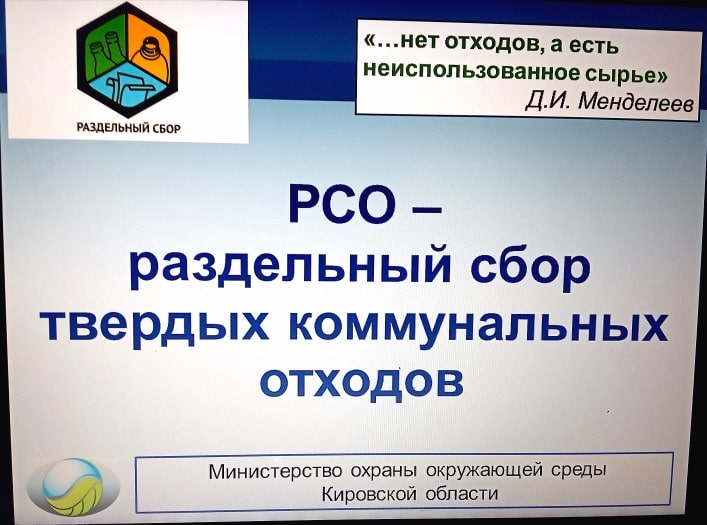 РАЗДЕЛЬНЫЙ СБОР
«…нет отходов, а есть
неиспользованное сырье»
Д.И. Менделеев
РСО –
раздельный сбор
твердых коммунальных
отходов
Министерство охраны окружающей среды
Кировской области